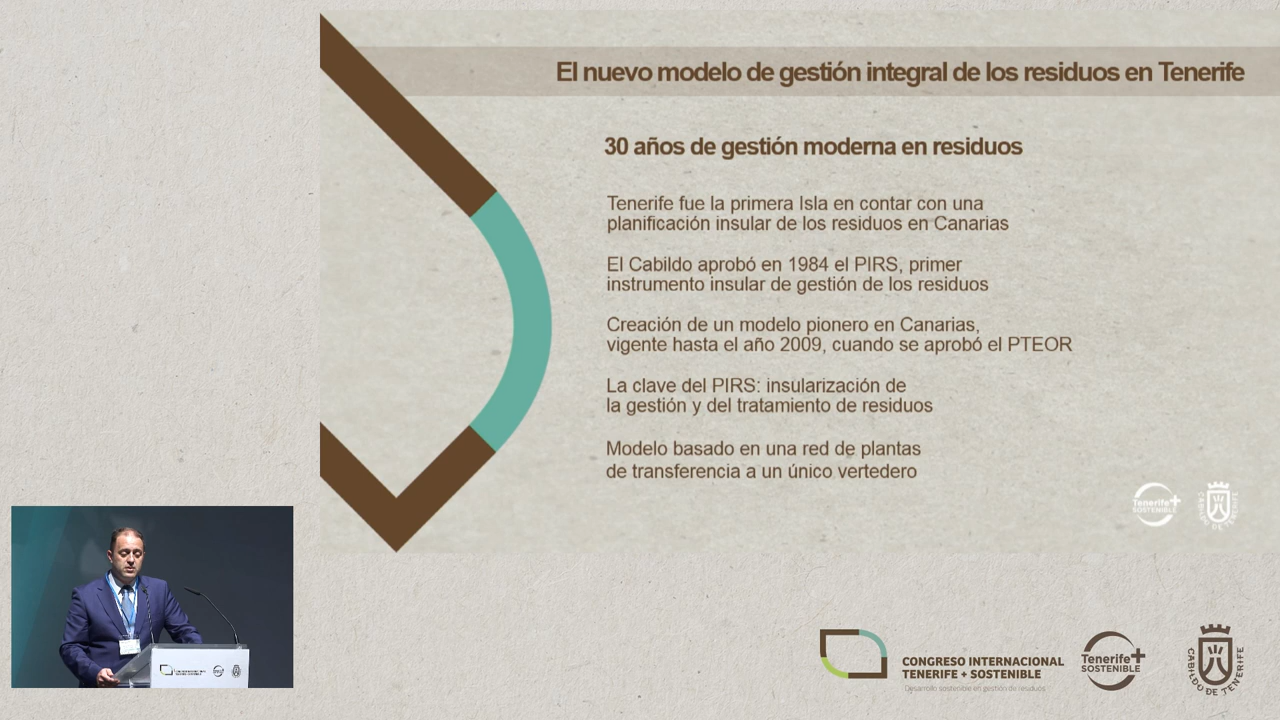 El nuevo modelo de gestión integral de los residuos en Tenerife
30 años de gestión moderna en residuos
Tenerife fue la primera Isla en contar con una
planificación insular de los residuos en Canarias
El Cabildo aprobó en 1984 el PIRS, primer
instrumento insular de gestión de los residuos
Creación de un modelo pionero en Canarias,
vigente hasta el año 2009, cuando se aprobó el PTEOR
La clave del PIRS: insularización de
la gestión y del tratamiento de residuos
Modelo basado en una red de plantas
de transferencia a un único vertedero
Tenerife+
SOSTENIBLE
CABILDO DE TENERIFE
CONGRESO INTERNACIONAL
TENERIFE + SOSTENIBLE
Desarrollo sostenible en gestión de residuos
Tenerife+
SOSTENIBLE
CABILDO DE TENERIFE